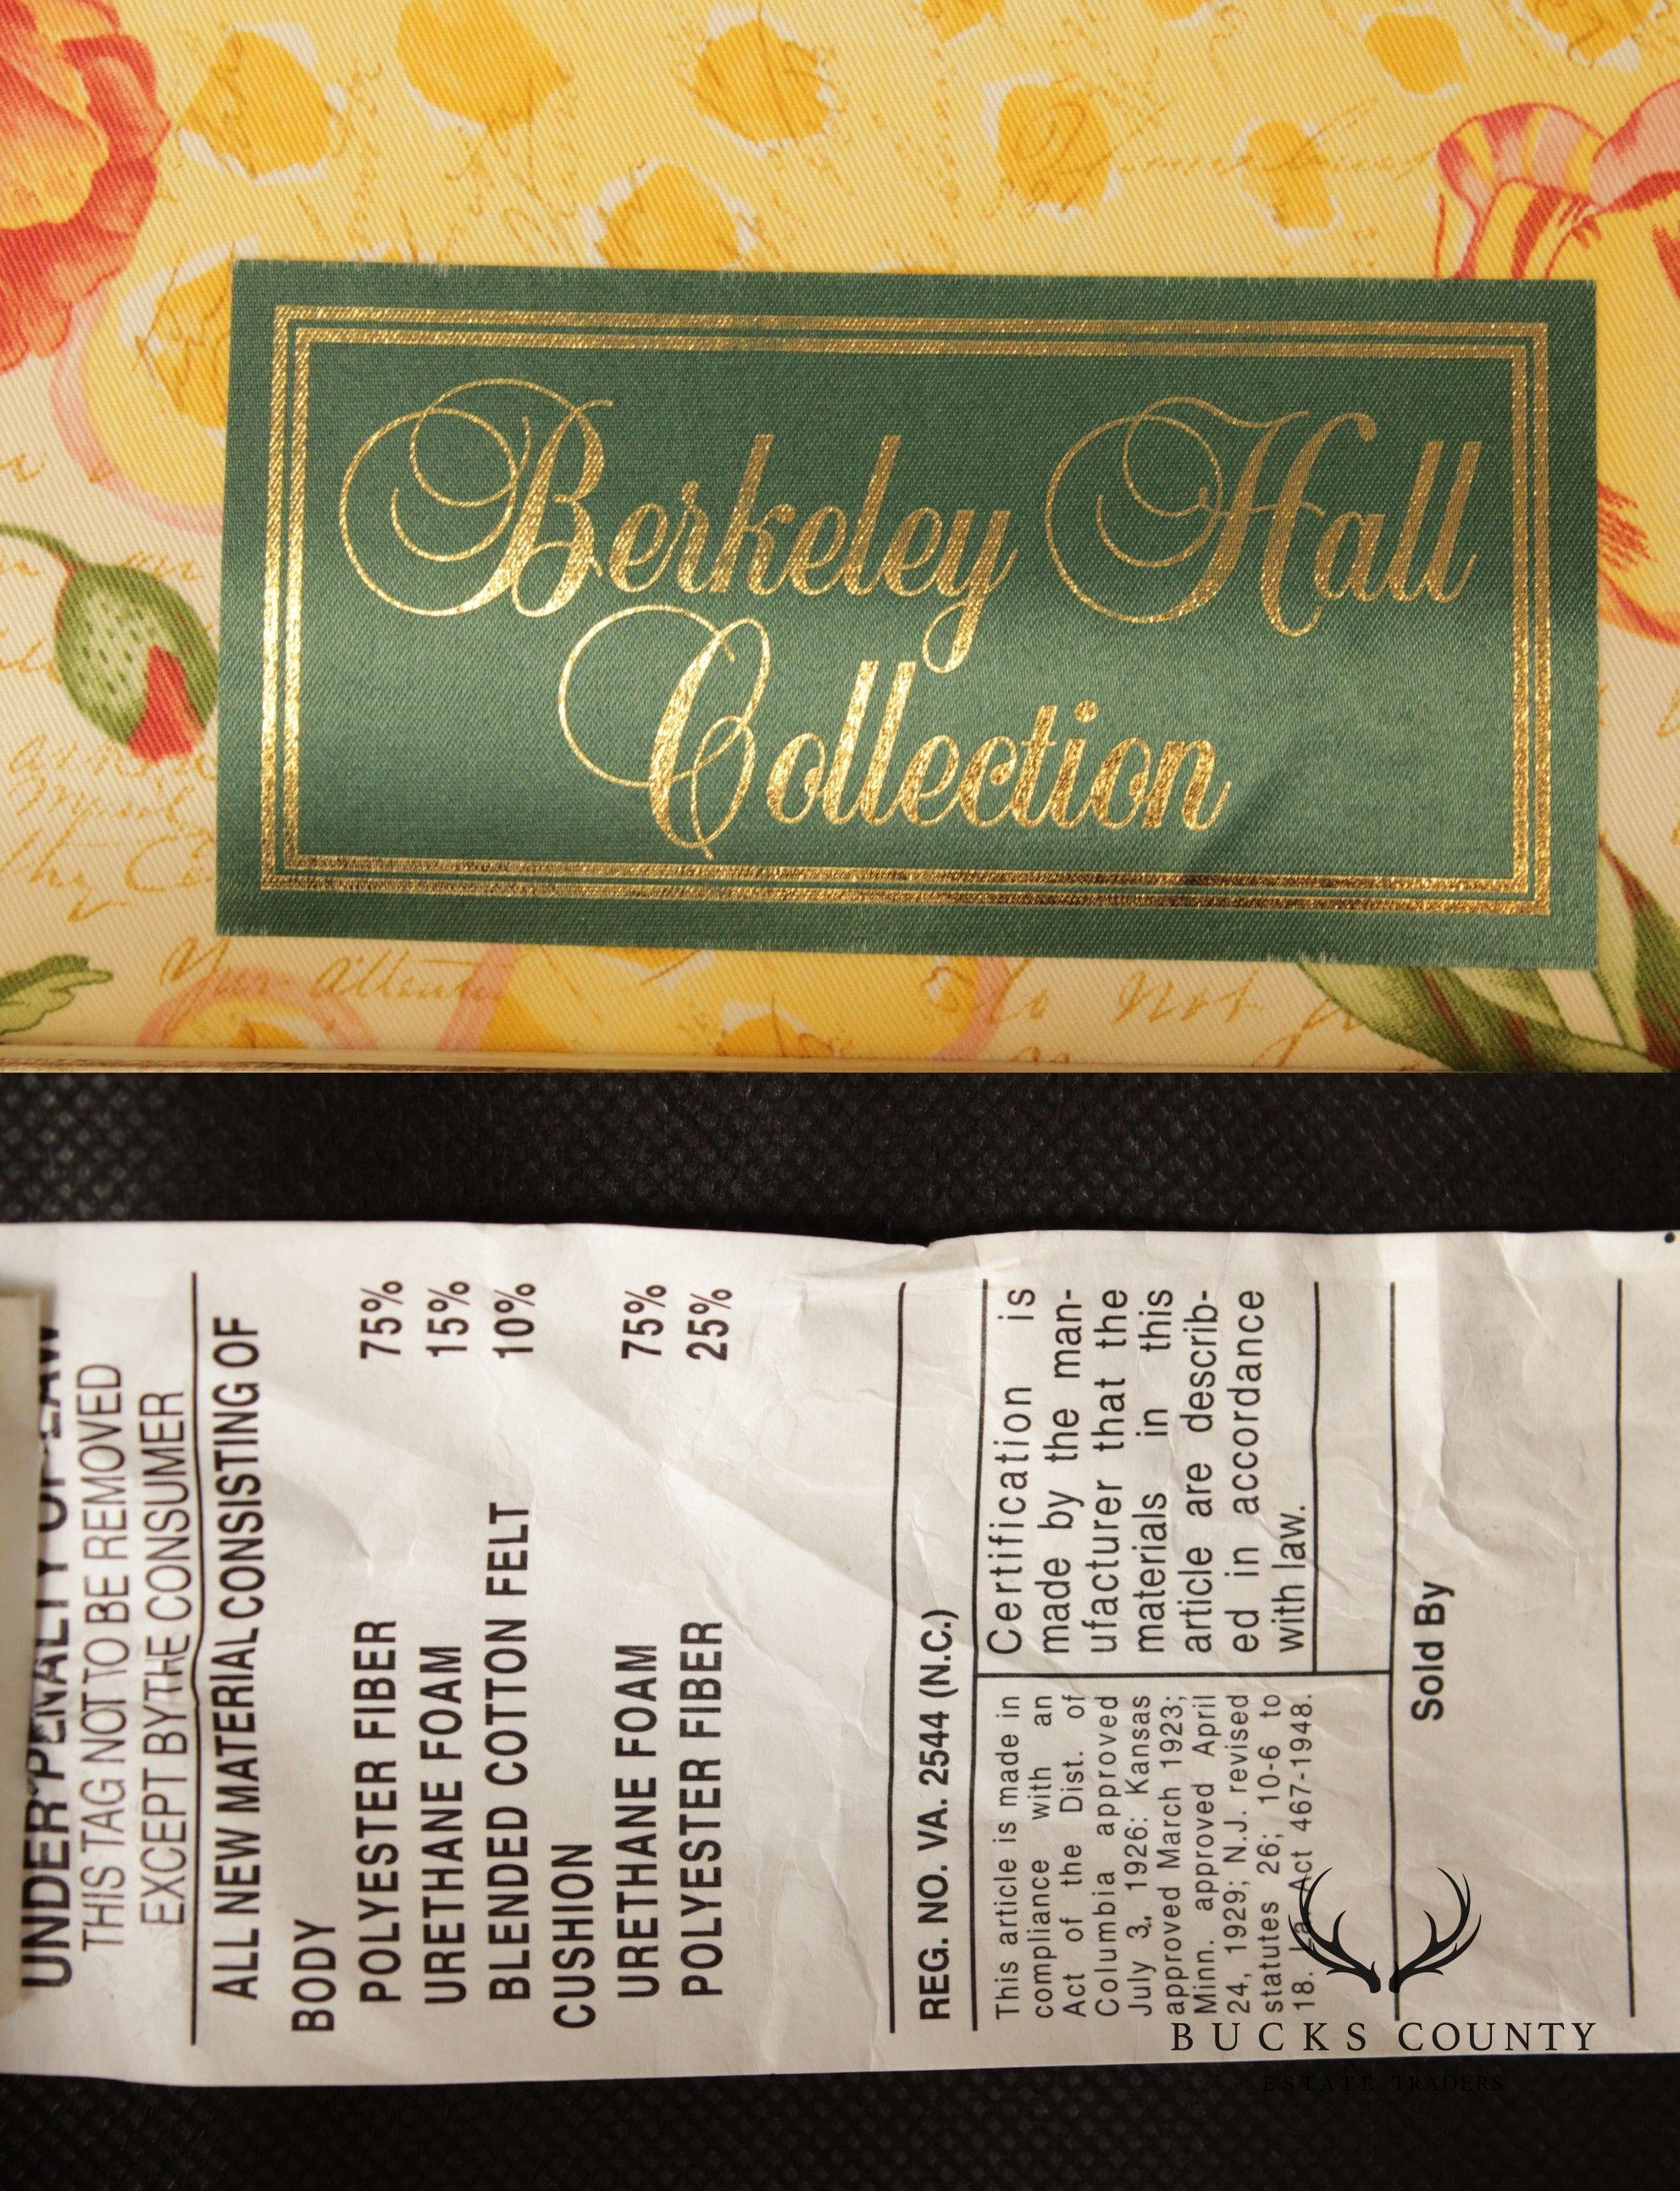 Berkeley Hall
Collection
Your Attenti
Do Not
UNDER PENALTY OF LAW
THIS TAG NOT TO BE REMOVED
EXCEPT BY THE CONSUMER
ALL NEW MATERIAL CONSISTING OF
BODY
POLYESTER FIBER 75%
URETHANE FOAM 15%
BLENDED COTTON FELT 10%
CUSHION
URETHANE FOAM 75%
POLYESTER FIBER 25%
REG. NO. VA. 2544 (N.C.)
This article is made in
compliance with an
Act of the Dist. of
Columbia approved
July 3, 1926: Kansas
approved March 1923;
Minn. approved April
24, 1929; N.J. revised
statutes 26; 10-6 to
18. La. Act 467-1948.
Certification is
made by the man-
ufacturer that the
materials in this
article are describ-
ed in accordance
with law.
Sold By
BUCKS COUNTY
ESTATE TRADERS